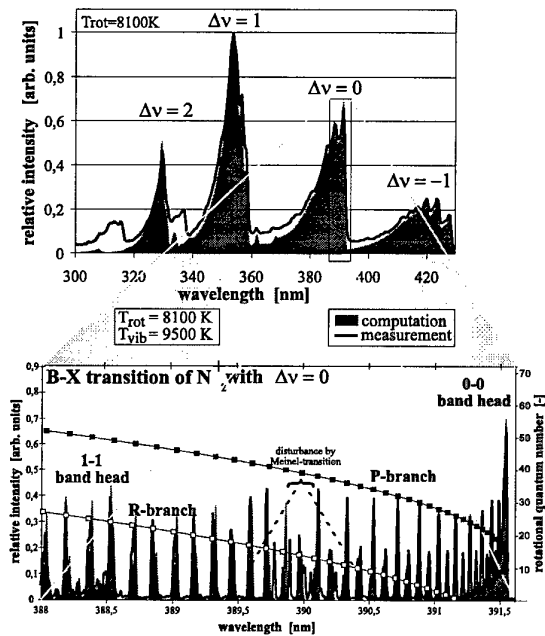 Trot=8100K
Δν = 1
Δν = 0
Δν = 2
Δν = −1
relative intensity [arb. units]
1
0,8
0,6
0,4
0,2
0
300
320
340
360
380
400
420
wavelength [nm]
Trot = 8100 K
Tvib = 9500 K
computation
measurement
B-X transition of N2+ with Δν = 0
0-0
band head
1-1
band head
disturbance by
Meinel-transition
P-branch
R-branch
relative intensity [arb. units]
0,9
0,8
0,7
0,6
0,5
0,4
0,3
0,2
0,1
0
rotational quantum number [-]
70
60
50
40
30
20
10
388
388,5
389
389,5
390
390,5
391
391,5
wavelength [nm]